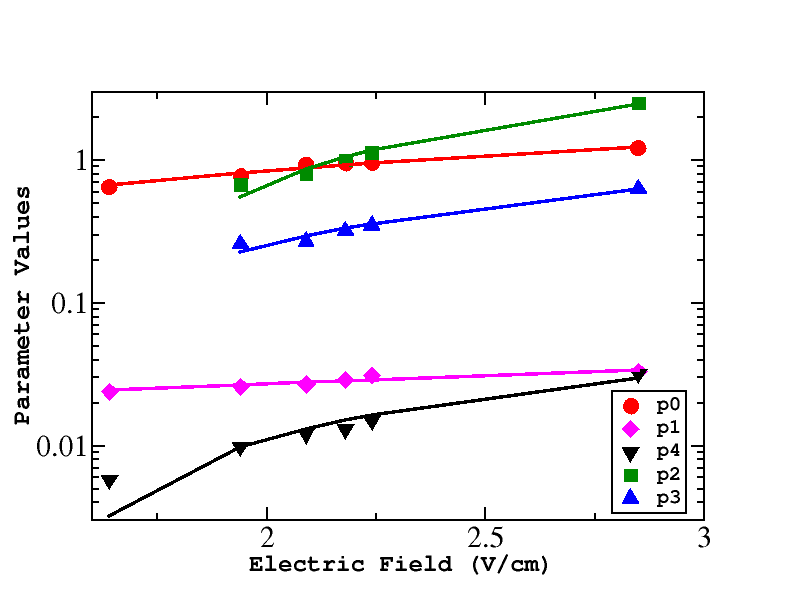 1
0.1
0.01
2
2.5
3
Parameter Values
Electric Field (V/cm)
p0
p1
p4
p2
p3